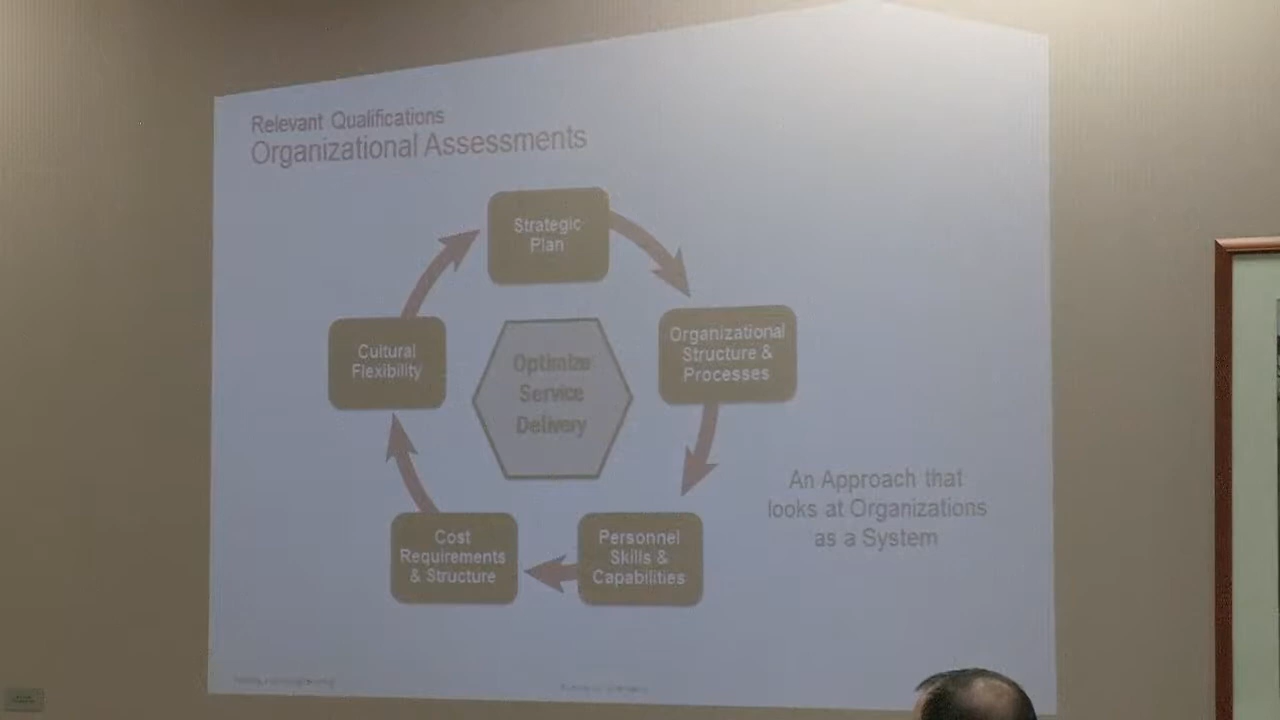 Relevant Qualifications
Organizational Assessments
Strategic
Plan
Organizational
Structure &
Processes
Personnel
Skills &
Capabilities
Cost
Requirements
& Structure
Cultural
Flexibility
Optimize
Service
Delivery
An Approach that
looks at Organizations
as a System